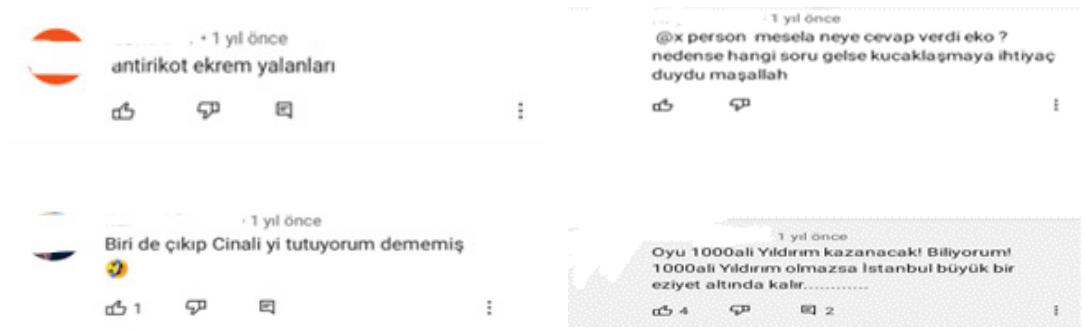 • 1 yıl önce
antirikot ekrem yalanları
· 1 yıl önce
@x person mesela neye cevap verdi eko ?
nedense hangi soru gelse kucaklaşmaya ihtiyaç
duydu maşallah
· 1 yıl önce
Biri de çıkıp Cinali yi tutuyorum dememiş
🤣
1
1 yıl önce
Oyu 1000ali Yıldırım kazanacak! Biliyorum!
1000ali Yıldırım olmazsa İstanbul büyük bir
eziyet altında kalır............
4 2